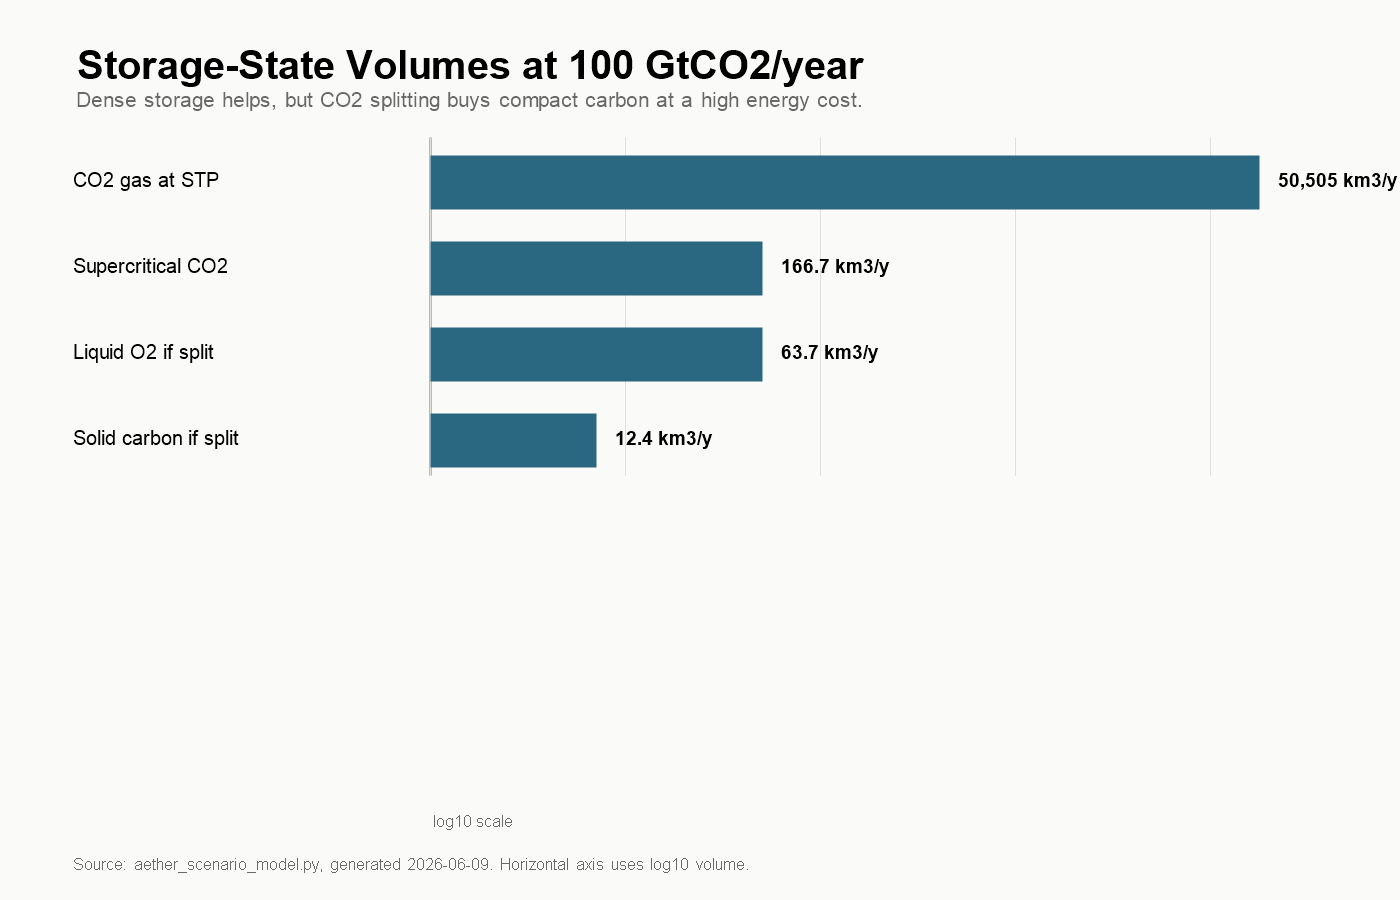 Storage-State Volumes at 100 GtCO2/year
Dense storage helps, but CO2 splitting buys compact carbon at a high energy cost.
CO2 gas at STP
50,505 km3/y
Supercritical CO2
166.7 km3/y
Liquid O2 if split
63.7 km3/y
Solid carbon if split
12.4 km3/y
log10 scale
Source: aether_scenario_model.py, generated 2026-06-09. Horizontal axis uses log10 volume.